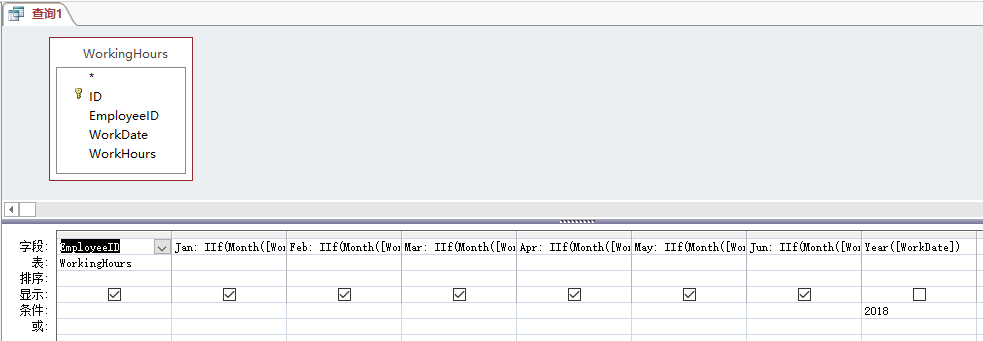 查询1
WorkingHours
*
ID
EmployeeID
WorkDate
WorkHours
字段: EmployeeID Jan: IIf(Month([Wor Feb: IIf(Month([Wor Mar: IIf(Month([Wor Apr: IIf(Month([Wor May: IIf(Month([Wor Jun: IIf(Month([Wor Year([WorkDate])
表: WorkingHours
排序:
显示:
条件: 2018
或: